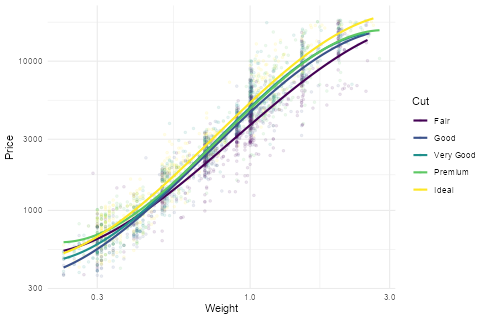 10000
3000
1000
300
Price
0.3
1.0
3.0
Weight
Cut
Fair
Good
Very Good
Premium
Ideal